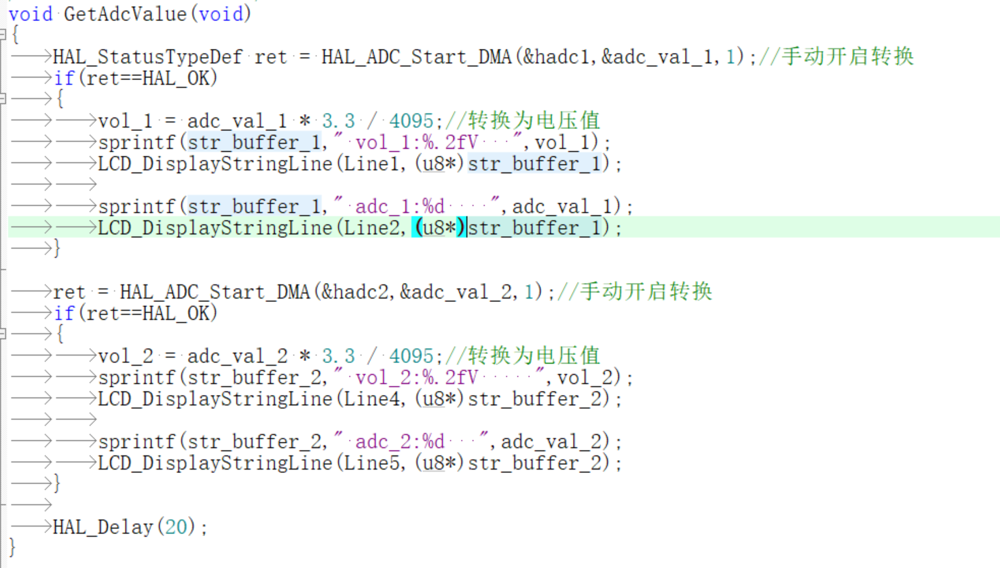 void GetAdcValue(void)
{
HAL_StatusTypeDef ret = HAL_ADC_Start_DMA(&hadc1,&adc_val_1,1);//手动开启转换
if(ret==HAL_OK)
{
vol_1 = adc_val_1 * 3.3 / 4095;//转换为电压值
sprintf(str_buffer_1," vol_1:%.2fV   ",vol_1);
LCD_DisplayStringLine(Line1,(u8*)str_buffer_1);
sprintf(str_buffer_1," adc_1:%d    ",adc_val_1);
LCD_DisplayStringLine(Line2,(u8*)str_buffer_1);
}
ret = HAL_ADC_Start_DMA(&hadc2,&adc_val_2,1);//手动开启转换
if(ret==HAL_OK)
{
vol_2 = adc_val_2 * 3.3 / 4095;//转换为电压值
sprintf(str_buffer_2," vol_2:%.2fV     ",vol_2);
LCD_DisplayStringLine(Line4,(u8*)str_buffer_2);
sprintf(str_buffer_2," adc_2:%d   ",adc_val_2);
LCD_DisplayStringLine(Line5,(u8*)str_buffer_2);
}
HAL_Delay(20);
}